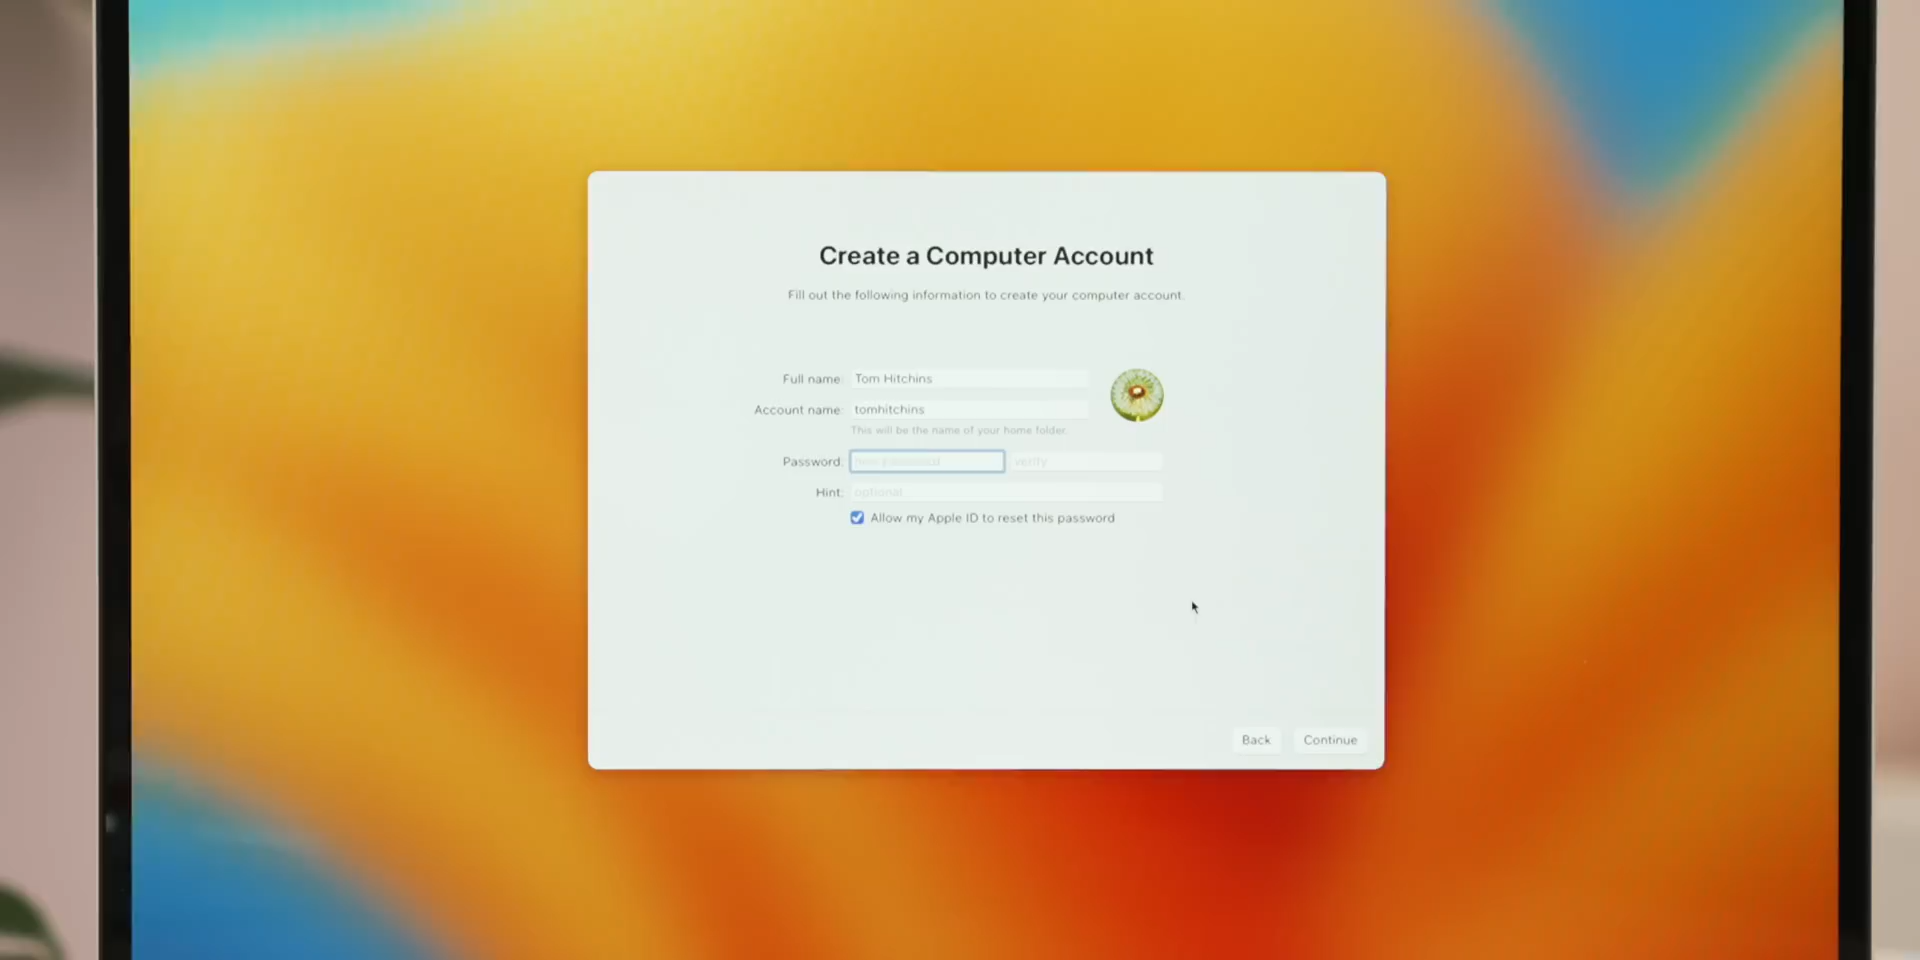 Create a Computer Account
Fill out the following information to create your computer account.
Full name: Tom Hitchins
Account name: tomhitchins
This will be the name of your home folder.
Password: new password verify
Hint: optional
Allow my Apple ID to reset this password
Back Continue